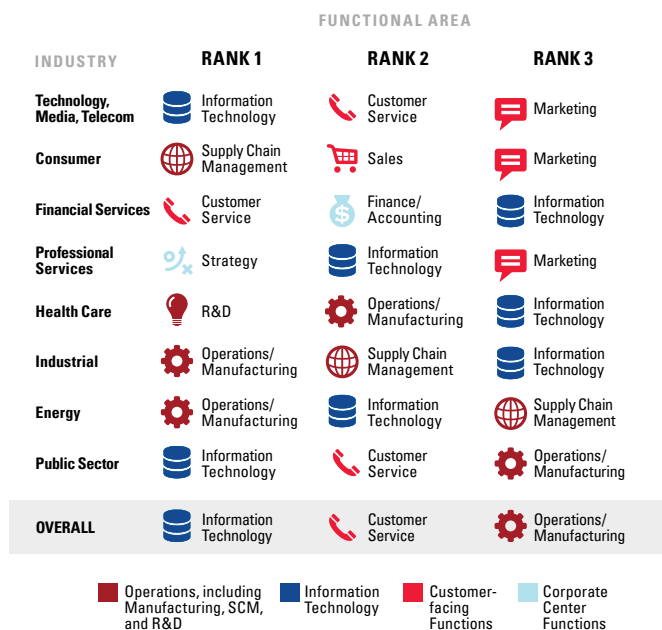 FUNCTIONAL AREA
INDUSTRY RANK 1 RANK 2 RANK 3
Technology,
Media, Telecom
Information
Technology
Customer
Service
Marketing
Consumer
Supply Chain
Management
Sales
Marketing
Financial Services
Customer
Service
Finance/
Accounting
Information
Technology
Professional
Services
Strategy
Information
Technology
Marketing
Health Care
R&D
Operations/
Manufacturing
Information
Technology
Industrial
Operations/
Manufacturing
Supply Chain
Management
Information
Technology
Energy
Operations/
Manufacturing
Information
Technology
Supply Chain
Management
Public Sector
Information
Technology
Customer
Service
Operations/
Manufacturing
OVERALL
Information
Technology
Customer
Service
Operations/
Manufacturing
Operations, including
Manufacturing, SCM,
and R&D
Information
Technology
Customer-
facing
Functions
Corporate
Center
Functions